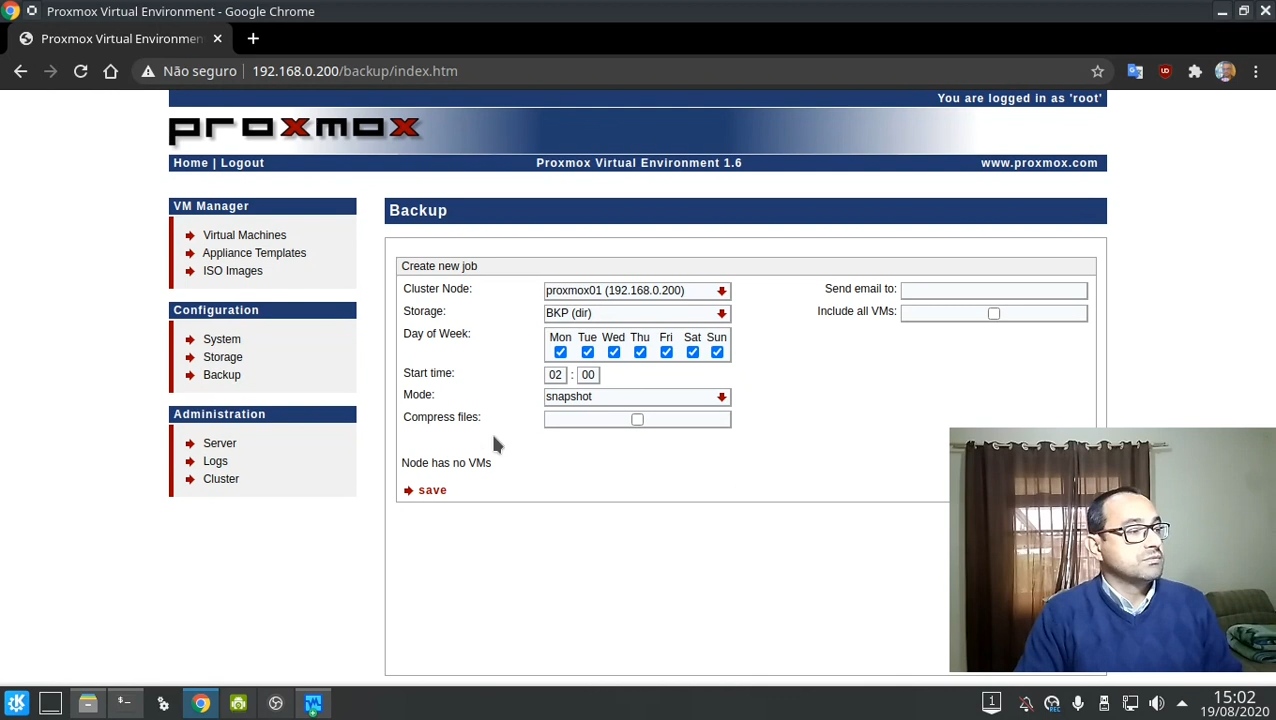 Proxmox Virtual Environment - Google Chrome
Proxmox Virtual Environmen
Não seguro 192.168.0.200/backup/index.htm
You are logged in as 'root'
proxmox
Home | Logout Proxmox Virtual Environment 1.6 www.proxmox.com
VM Manager
Virtual Machines
Appliance Templates
ISO Images
Configuration
System
Storage
Backup
Administration
Server
Logs
Cluster
Backup
Create new job
Cluster Node: proxmox01 (192.168.0.200) Send email to:
Storage: BKP (dir) Include all VMs:
Day of Week: Mon Tue Wed Thu Fri Sat Sun
Start time: 02 : 00
Mode: snapshot
Compress files:
Node has no VMs
save
1 REC 15:02
19/08/2020